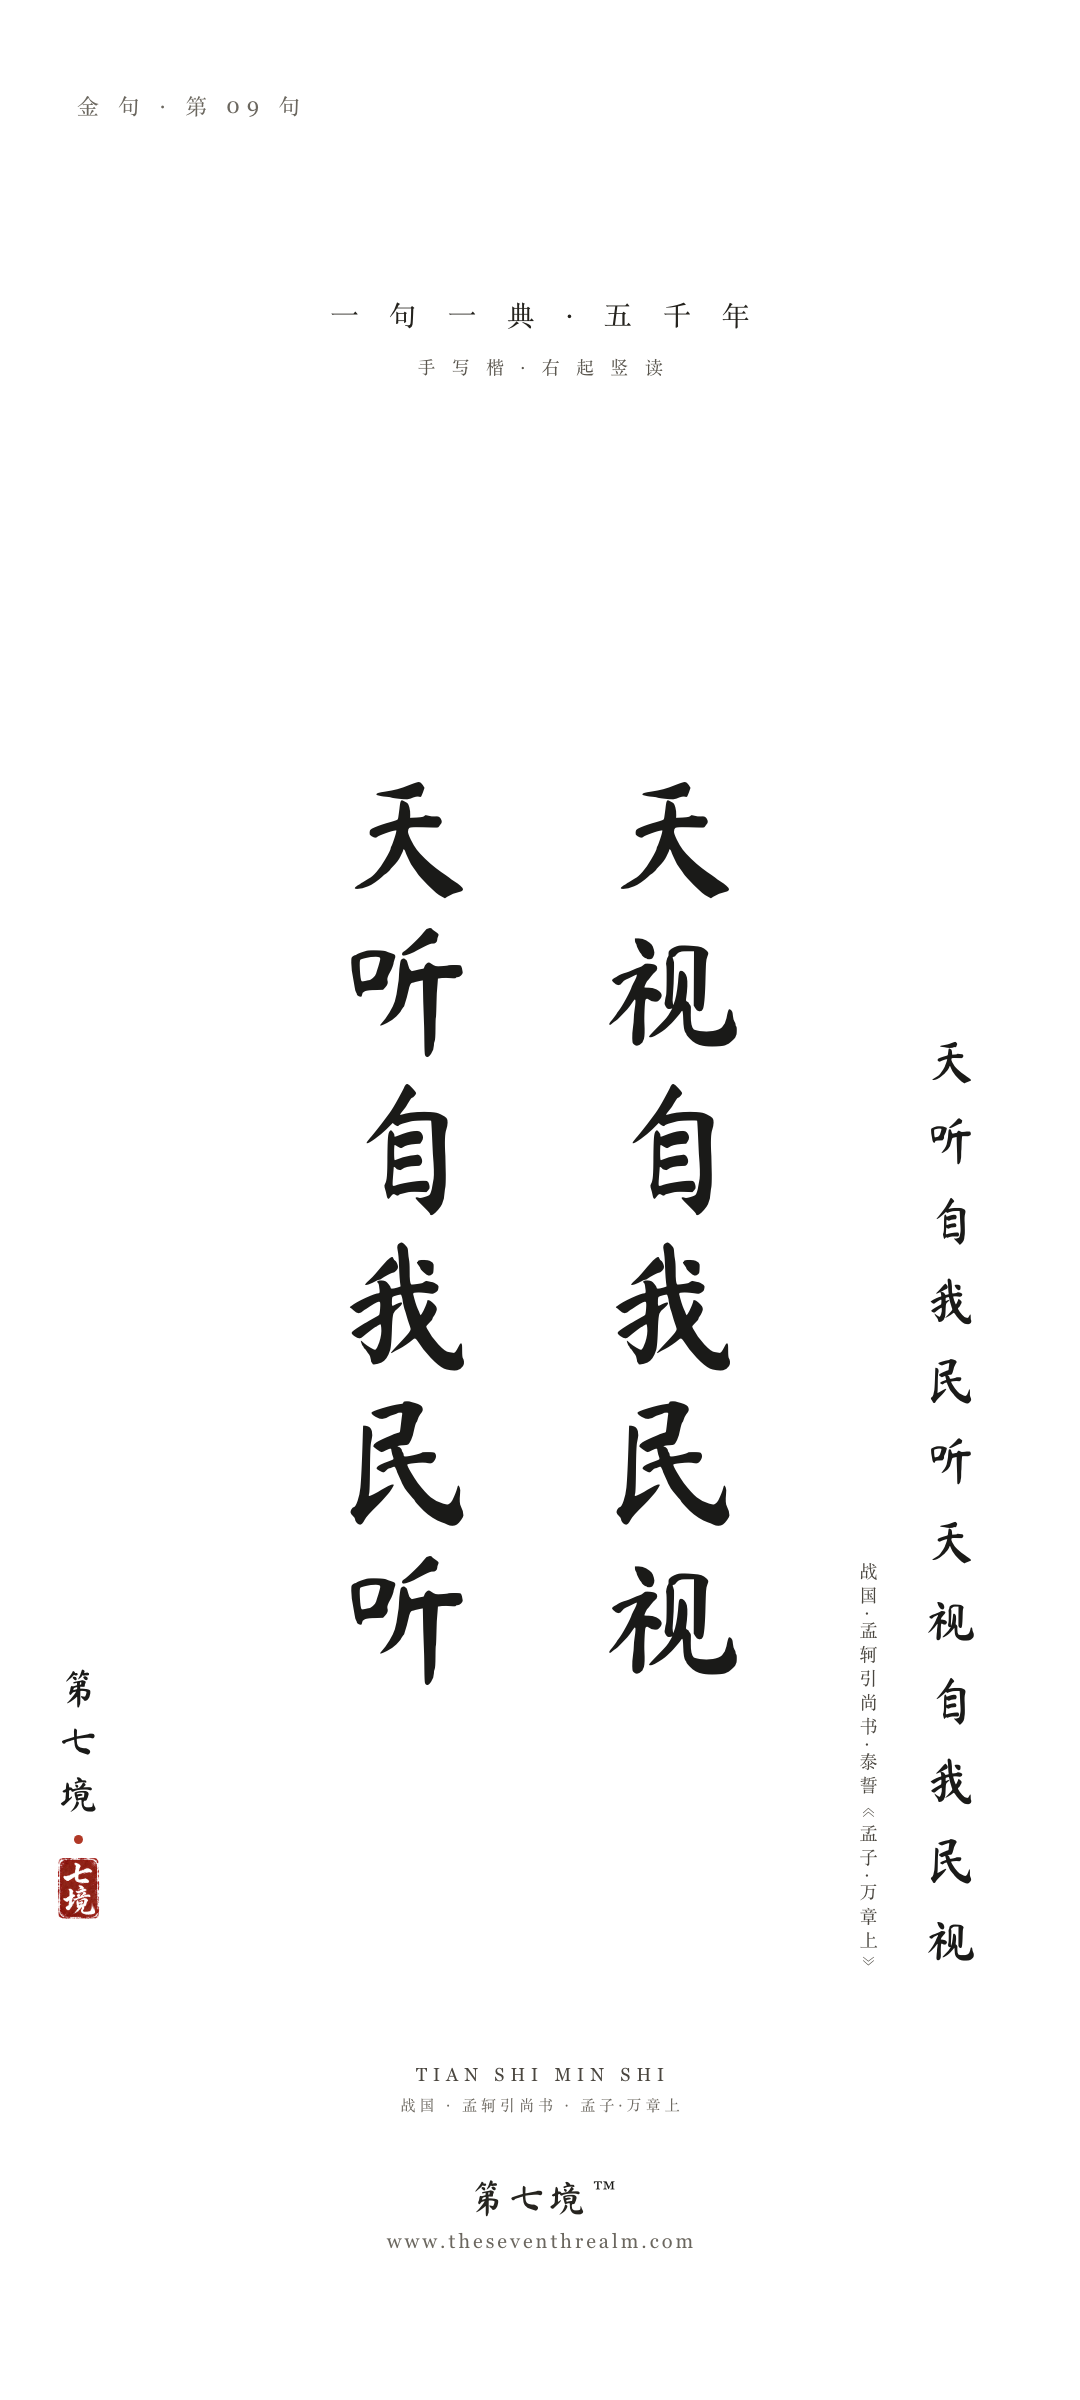 金句·第09句
一句一典·五千年
手写楷·右起竖读
天视自我民视
天听自我民听
天听自我民听天视自我民视
战国·孟轲引尚书·泰誓《孟子·万章上》
第七境
七境
TIAN SHI MIN SHI
战国 · 孟轲引尚书 · 孟子·万章上
第七境™
www.theseventhrealm.com